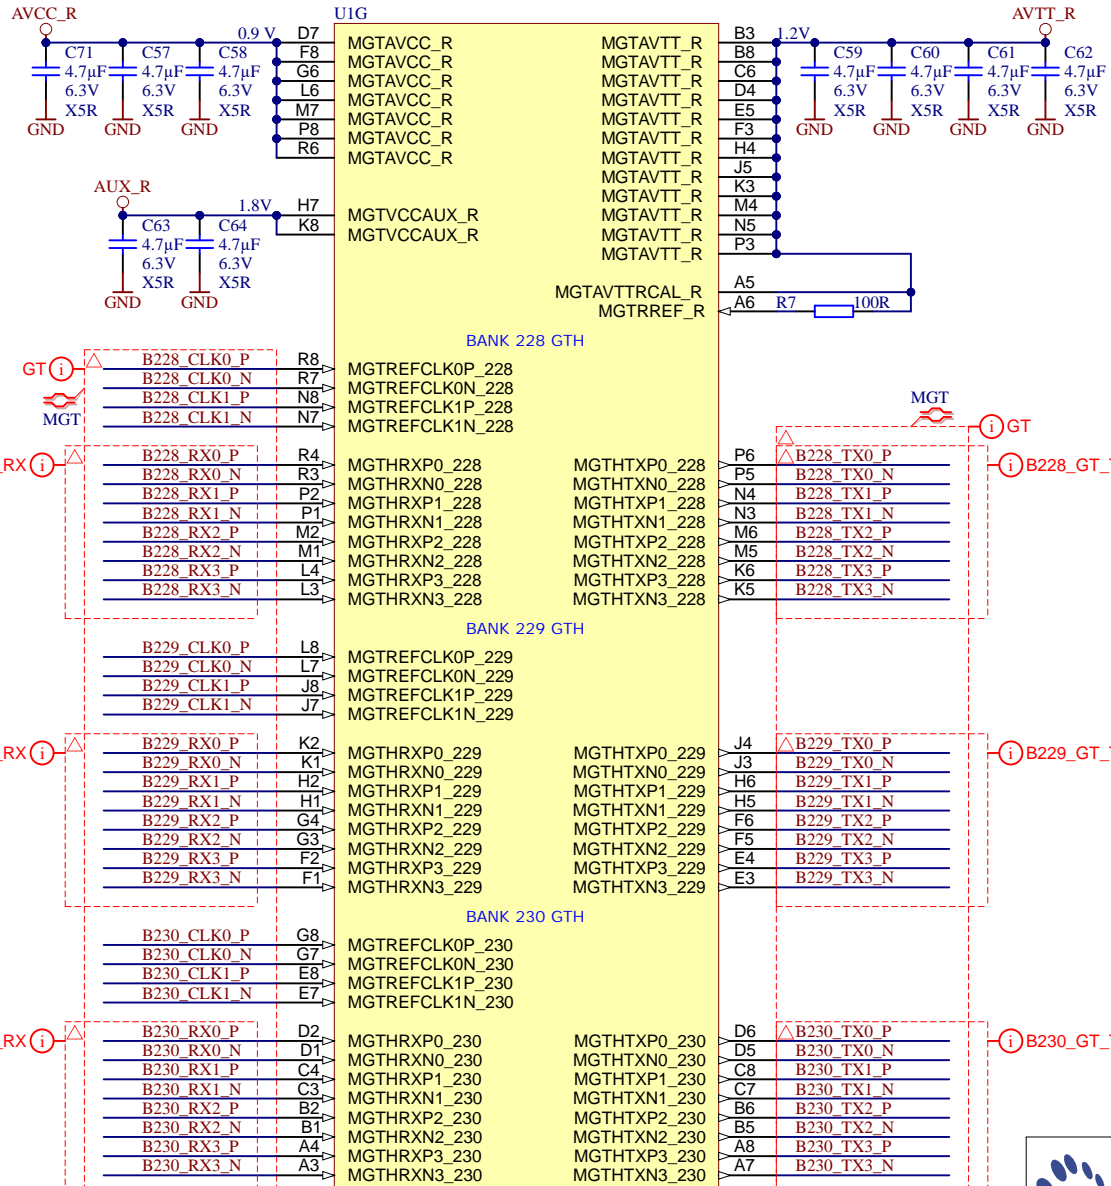 AVCC_R U1G AVTT_R
0.9 V D7 MGTAVCC_R MGTAVTT_R B3 1.2V
F8 MGTAVCC_R MGTAVTT_R B8
G6 MGTAVCC_R MGTAVTT_R C6
L6 MGTAVCC_R MGTAVTT_R D4
M7 MGTAVCC_R MGTAVTT_R E5
P8 MGTAVCC_R MGTAVTT_R F3
R6 MGTAVCC_R MGTAVTT_R H4
MGTAVTT_R J5
MGTAVTT_R K3
MGTAVTT_R M4
MGTAVTT_R N5
MGTAVTT_R P3
C71 C57 C58 C59 C60 C61 C62
4.7µF 4.7µF 4.7µF 4.7µF 4.7µF 4.7µF 4.7µF
6.3V 6.3V 6.3V 6.3V 6.3V 6.3V 6.3V
X5R X5R X5R X5R X5R X5R X5R
GND GND GND GND GND GND GND
AUX_R
1.8V H7 MGTVCCAUX_R
K8 MGTVCCAUX_R
C63 C64
4.7µF 4.7µF
6.3V 6.3V
X5R X5R
GND GND
MGTAVTTRCAL_R A5
MGTRREF_R A6 R7 100R
BANK 228 GTH
GT i
MGT
B228_CLK0_P R8 MGTREFCLK0P_228
B228_CLK0_N R7 MGTREFCLK0N_228
B228_CLK1_P N8 MGTREFCLK1P_228
B228_CLK1_N N7 MGTREFCLK1N_228
MGT
i GT
_RX i B228_RX0_P R4 MGTHRXP0_228 MGTHTXP0_228 P6 B228_TX0_P i B228_GT_
B228_RX0_N R3 MGTHRXN0_228 MGTHTXN0_228 P5 B228_TX0_N
B228_RX1_P P2 MGTHRXP1_228 MGTHTXP1_228 N4 B228_TX1_P
B228_RX1_N P1 MGTHRXN1_228 MGTHTXN1_228 N3 B228_TX1_N
B228_RX2_P M2 MGTHRXP2_228 MGTHTXP2_228 M6 B228_TX2_P
B228_RX2_N M1 MGTHRXN2_228 MGTHTXN2_228 M5 B228_TX2_N
B228_RX3_P L4 MGTHRXP3_228 MGTHTXP3_228 K6 B228_TX3_P
B228_RX3_N L3 MGTHRXN3_228 MGTHTXN3_228 K5 B228_TX3_N
BANK 229 GTH
B229_CLK0_P L8 MGTREFCLK0P_229
B229_CLK0_N L7 MGTREFCLK0N_229
B229_CLK1_P J8 MGTREFCLK1P_229
B229_CLK1_N J7 MGTREFCLK1N_229
_RX i B229_RX0_P K2 MGTHRXP0_229 MGTHTXP0_229 J4 B229_TX0_P i B229_GT_
B229_RX0_N K1 MGTHRXN0_229 MGTHTXN0_229 J3 B229_TX0_N
B229_RX1_P H2 MGTHRXP1_229 MGTHTXP1_229 H6 B229_TX1_P
B229_RX1_N H1 MGTHRXN1_229 MGTHTXN1_229 H5 B229_TX1_N
B229_RX2_P G4 MGTHRXP2_229 MGTHTXP2_229 F6 B229_TX2_P
B229_RX2_N G3 MGTHRXN2_229 MGTHTXN2_229 F5 B229_TX2_N
B229_RX3_P F2 MGTHRXP3_229 MGTHTXP3_229 E4 B229_TX3_P
B229_RX3_N F1 MGTHRXN3_229 MGTHTXN3_229 E3 B229_TX3_N
BANK 230 GTH
B230_CLK0_P G8 MGTREFCLK0P_230
B230_CLK0_N G7 MGTREFCLK0N_230
B230_CLK1_P E8 MGTREFCLK1P_230
B230_CLK1_N E7 MGTREFCLK1N_230
_RX i B230_RX0_P D2 MGTHRXP0_230 MGTHTXP0_230 D6 B230_TX0_P i B230_GT_
B230_RX0_N D1 MGTHRXN0_230 MGTHTXN0_230 D5 B230_TX0_N
B230_RX1_P C4 MGTHRXP1_230 MGTHTXP1_230 C8 B230_TX1_P
B230_RX1_N C3 MGTHRXN1_230 MGTHTXN1_230 C7 B230_TX1_N
B230_RX2_P B2 MGTHRXP2_230 MGTHTXP2_230 B6 B230_TX2_P
B230_RX2_N B1 MGTHRXN2_230 MGTHTXN2_230 B5 B230_TX2_N
B230_RX3_P A4 MGTHRXP3_230 MGTHTXP3_230 A8 B230_TX3_P
B230_RX3_N A3 MGTHRXN3_230 MGTHTXN3_230 A7 B230_TX3_N